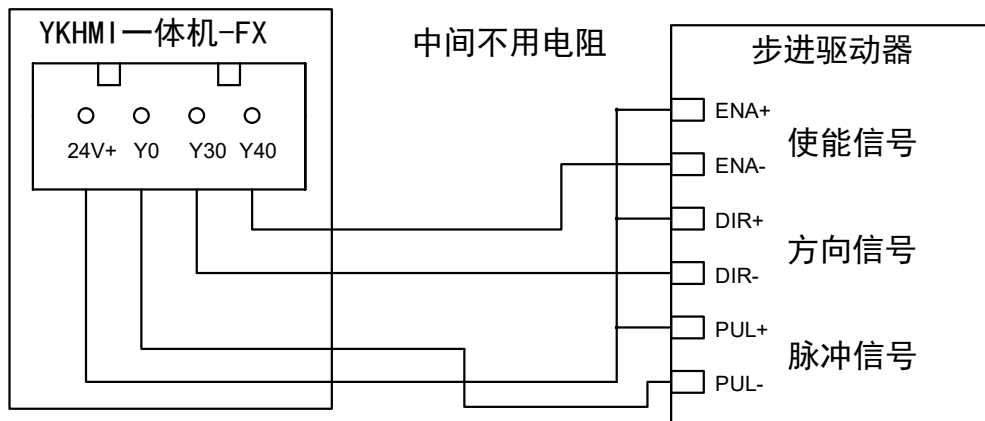 YKHMI一体机-FX
24V+ Y0 Y30 Y40
中间不用电阻
步进驱动器
ENA+
使能信号
ENA-
DIR+
方向信号
DIR-
PUL+
脉冲信号
PUL-